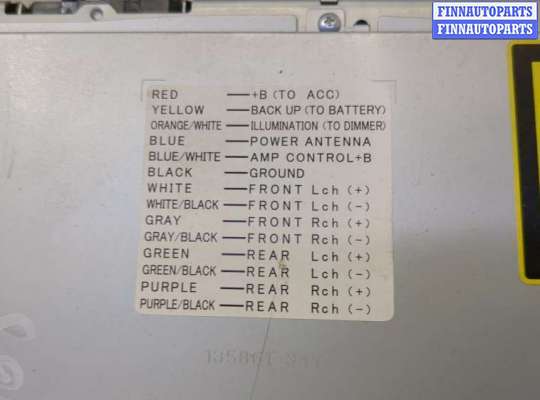 FINNAUTOPARTS
FINNAUTOPARTS
RED — +B (TO ACC)
YELLOW — BACK UP (TO BATTERY)
ORANGE/WHITE — ILLUMINATION (TO DIMMER)
BLUE — POWER ANTENNA
BLUE/WHITE — AMP CONTROL+B
BLACK — GROUND
WHITE — FRONT Lch (+)
WHITE/BLACK — FRONT Lch (-)
GRAY — FRONT Rch (+)
GRAY/BLACK — FRONT Rch (-)
GREEN — REAR Lch (+)
GREEN/BLACK — REAR Lch (-)
PURPLE — REAR Rch (+)
PURPLE/BLACK — REAR Rch (-)